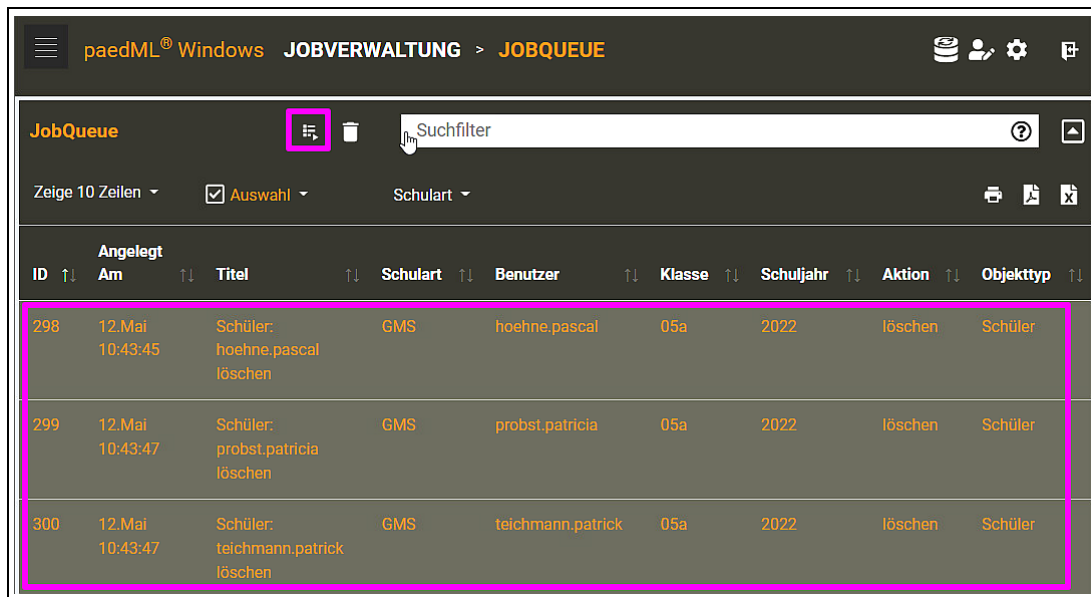 paedML® Windows JOBVERWALTUNG > JOBQUEUE
JobQueue Suchfilter
Zeige 10 Zeilen Auswahl Schulart
Angelegt
ID Am Titel Schulart Benutzer Klasse Schuljahr Aktion Objekttyp
298 12.Mai Schüler: GMS hoehne.pascal 05a 2022 löschen Schüler
10:43:45 hoehne.pascal
löschen
299 12.Mai Schüler: GMS probst.patricia 05a 2022 löschen Schüler
10:43:47 probst.patricia
löschen
300 12.Mai Schüler: GMS teichmann.patrick 05a 2022 löschen Schüler
10:43:47 teichmann.patrick
löschen